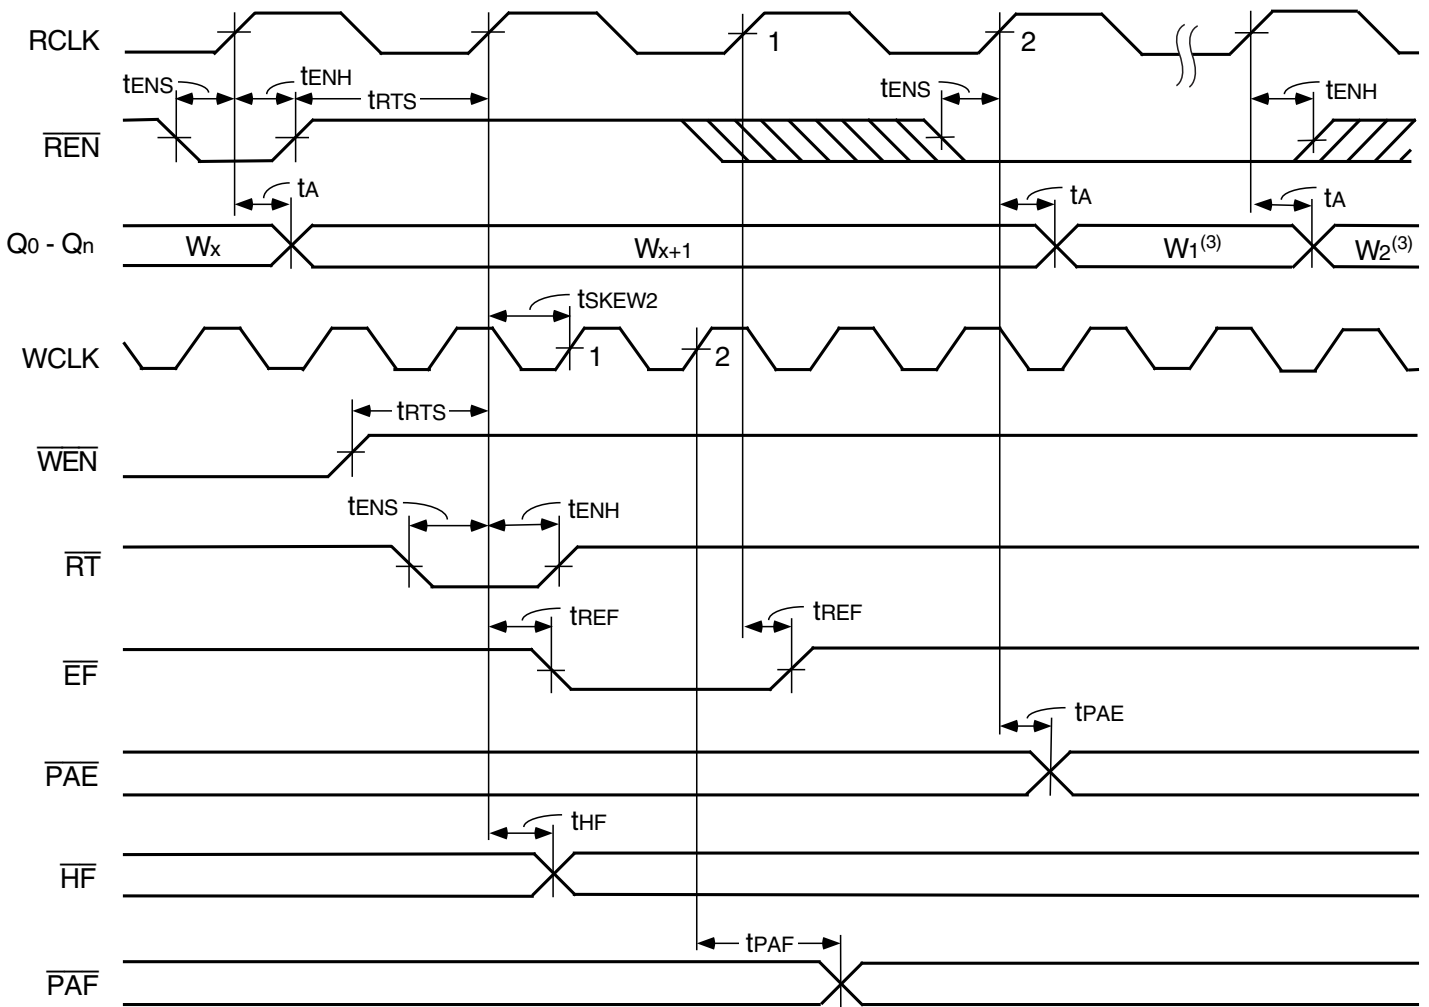 RCLK 1 2
tENS tENH tRTS tENS tENH
REN
tA tA tA
Q0 - Qn Wx Wx+1 W1(3) W2(3)
tSKEW2
WCLK 1 2
tRTS
WEN
tENS tENH
RT
tREF tREF
EF
tPAE
PAE
tHF
HF
tPAF
PAF